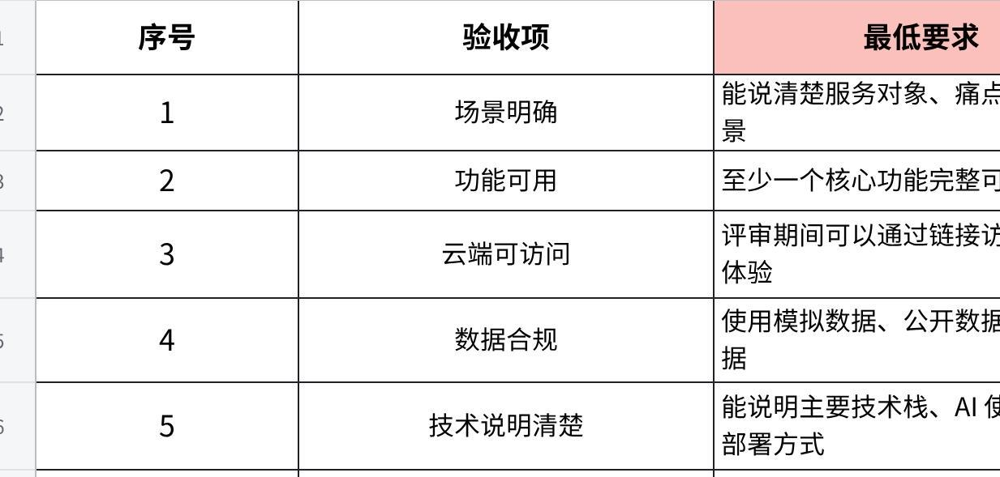 序号 验收项 最低要求
1 场景明确 能说清楚服务对象、痛点
景
2 功能可用 至少一个核心功能完整可
3 云端可访问 评审期间可以通过链接访
体验
4 数据合规 使用模拟数据、公开数据
据
5 技术说明清楚 能说明主要技术栈、AI 使
部署方式